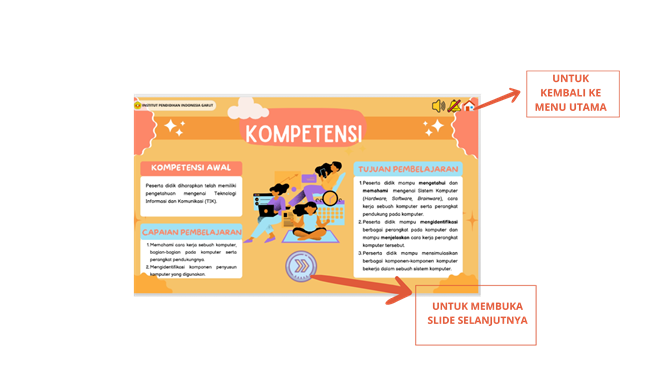 INSTITUT PENDIDIKAN INDONESIA GARUT
KOMPETENSI
KOMPETENSI AWAL
Peserta didik diharapkan telah memiliki
pengetahuan mengenai Teknologi
Informasi dan Komunikasi (TIK).
CAPAIAN PEMBELAJARAN
1. Memahami cara kerja sebuah komputer,
bagian-bagian pada komputer serta
perangkat pendukungnya.
2. Mengidentifikasi komponen penyusun
komputer yang digunakan.
TUJUAN PEMBELAJARAN
1. Peserta didik mampu mengetahui dan
memahami mengenai Sistem Komputer
(Hardware, Software, Brainware), cara
kerja sebuah komputer serta perangkat
pendukung pada komputer.
2. Peserta didik mampu mengidentifikasi
berbagai perangkat pada komputer dan
mampu menjelaskan cara kerja perangkat
komputer tersebut.
3. Peserta didik mampu mensimulasikan
berbagai komponen-komponen komputer
bekerja dalam sebuah sistem komputer.
UNTUK
KEMBALI KE
MENU UTAMA
UNTUK MEMBUKA
SLIDE SELANJUTNYA